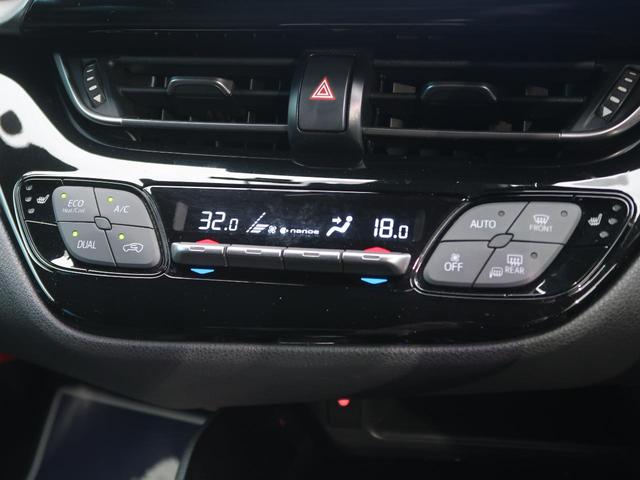 ECO
Heat/Cool
A/C
DUAL
32.0 nanoe 18.0
AUTO
FRONT
OFF
REAR